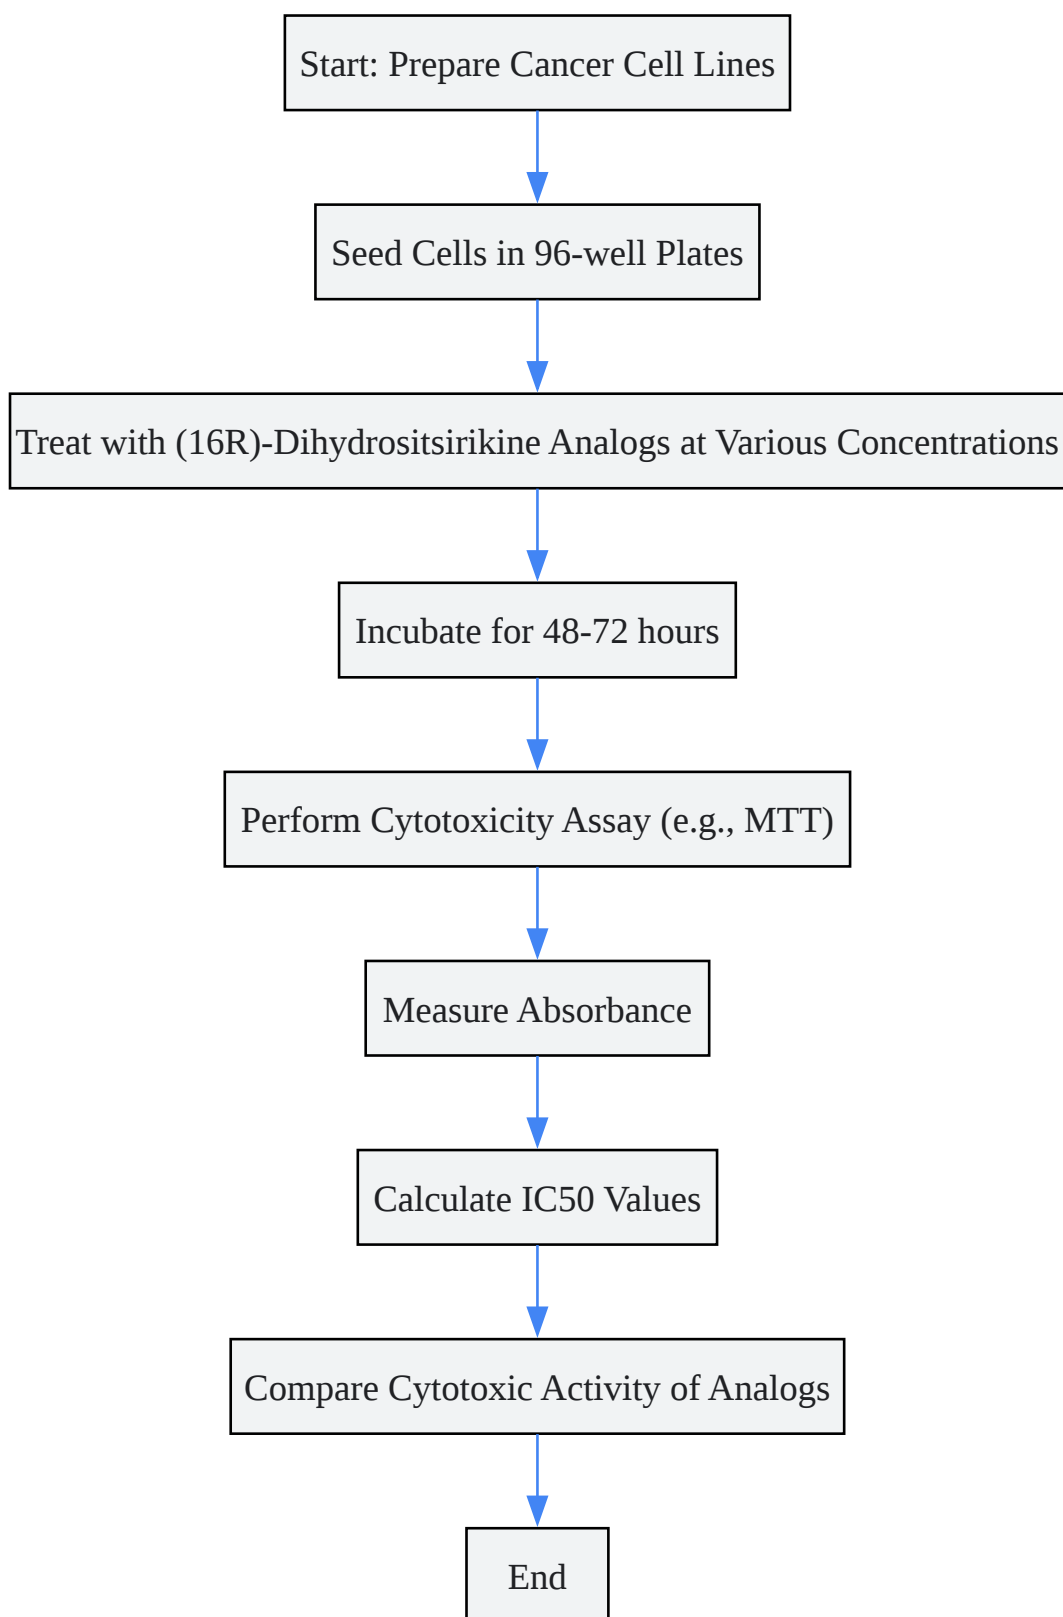 Start: Prepare Cancer Cell Lines
Seed Cells in 96-well Plates
Treat with (16R)-Dihydrositsirikine Analogs at Various Concentrations
Incubate for 48-72 hours
Perform Cytotoxicity Assay (e.g., MTT)
Measure Absorbance
Calculate IC50 Values
Compare Cytotoxic Activity of Analogs
End